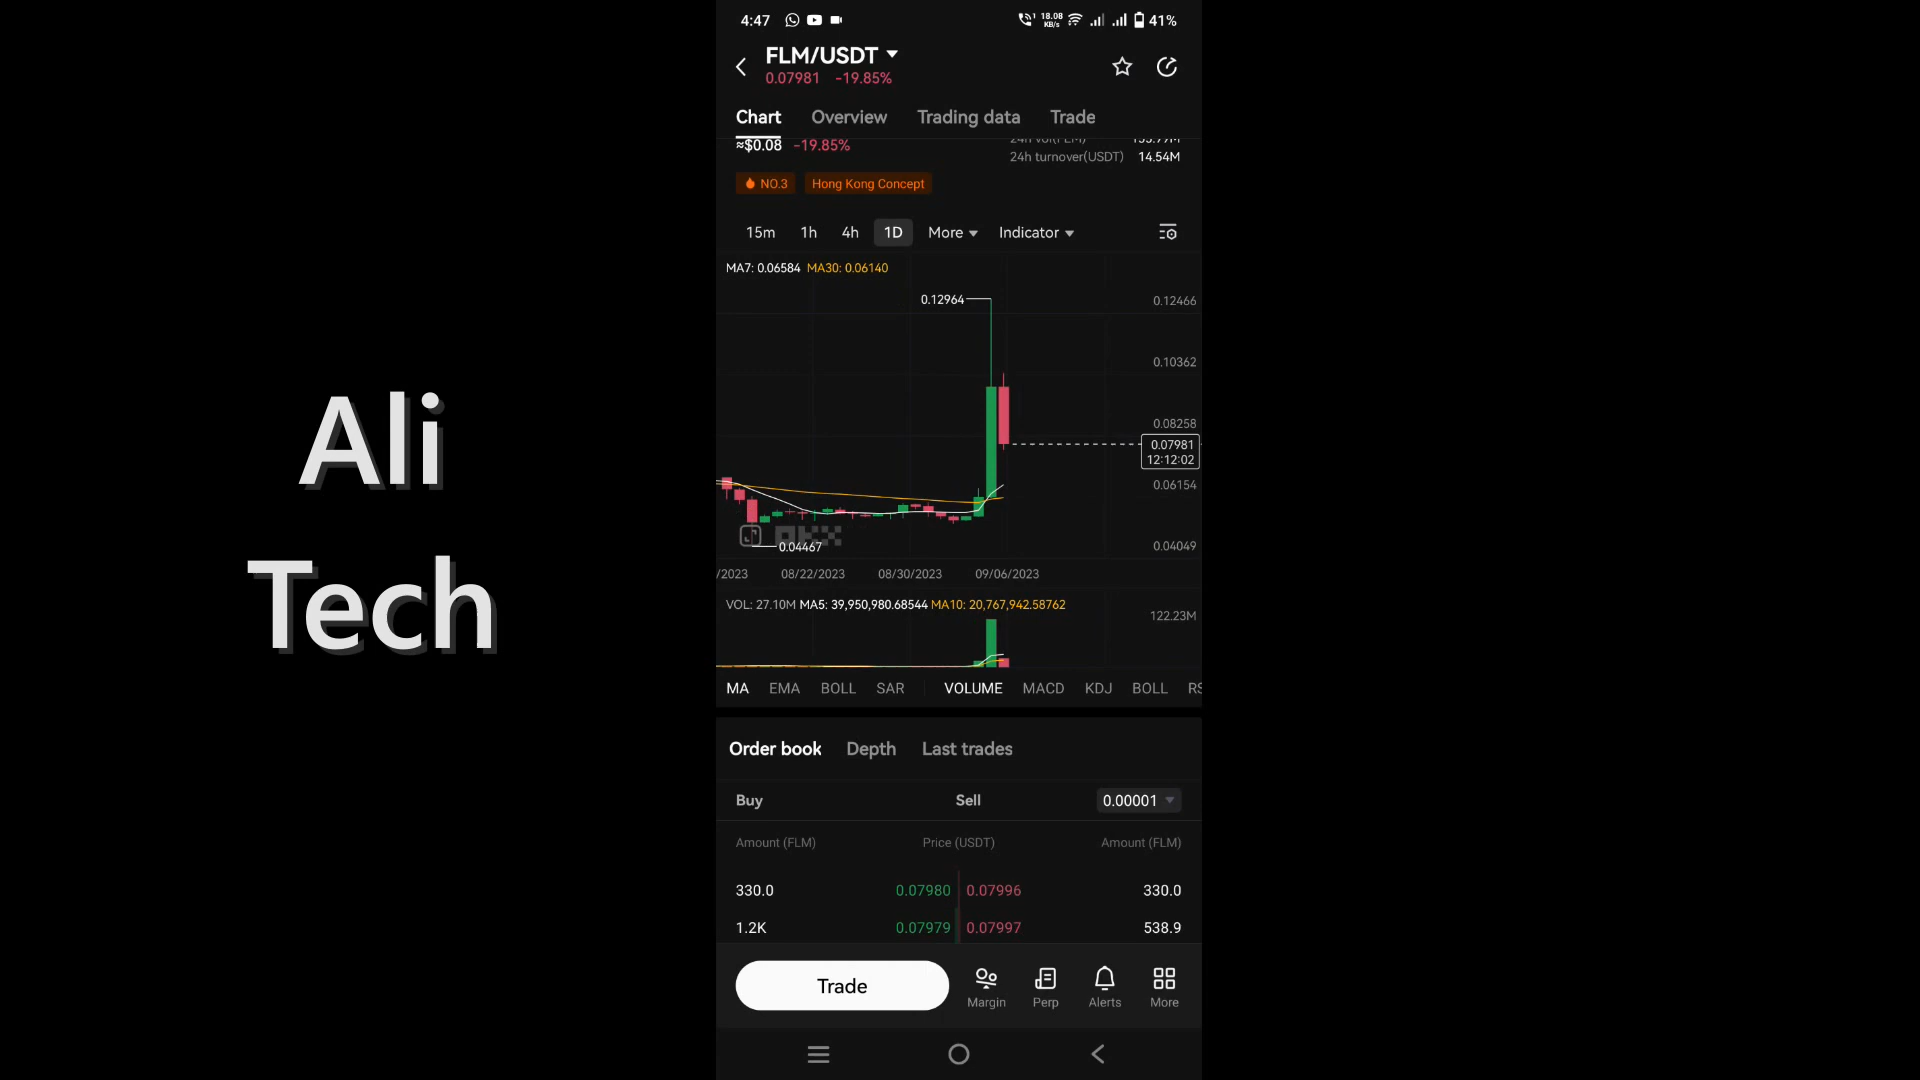 4:47 18.08 KB/s 41%
FLM/USDT
0.07981 -19.85%
Chart Overview Trading data Trade
≈$0.08 -19.85%
24h turnover(USDT) 14.54M
NO.3 Hong Kong Concept
15m 1h 4h 1D More Indicator
MA7: 0.06584 MA30: 0.06140
0.12964
0.12466
0.10362
0.08258
0.07981
12:12:02
0.06154
0.04467
0.04049
/2023 08/22/2023 08/30/2023 09/06/2023
VOL: 27.10M MA5: 39,950,980.68544 MA10: 20,767,942.58762
122.23M
MA EMA BOLL SAR VOLUME MACD KDJ BOLL RS
Order book Depth Last trades
Buy Sell 0.00001
Amount (FLM) Price (USDT) Amount (FLM)
330.0 0.07980 0.07996 330.0
1.2K 0.07979 0.07997 538.9
Trade Margin Perp Alerts More
Ali
Tech